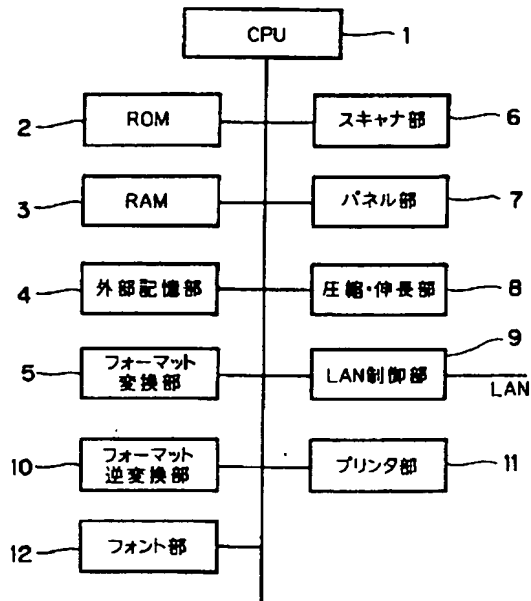 CPU 1
2 ROM スキャナ部 6
3 RAM パネル部 7
4 外部記憶部 圧縮・伸長部 8
9
5 フォーマット
変換部 LAN制御部
LAN
10 フォーマット
逆変換部 プリンタ部 11
12 フォント部